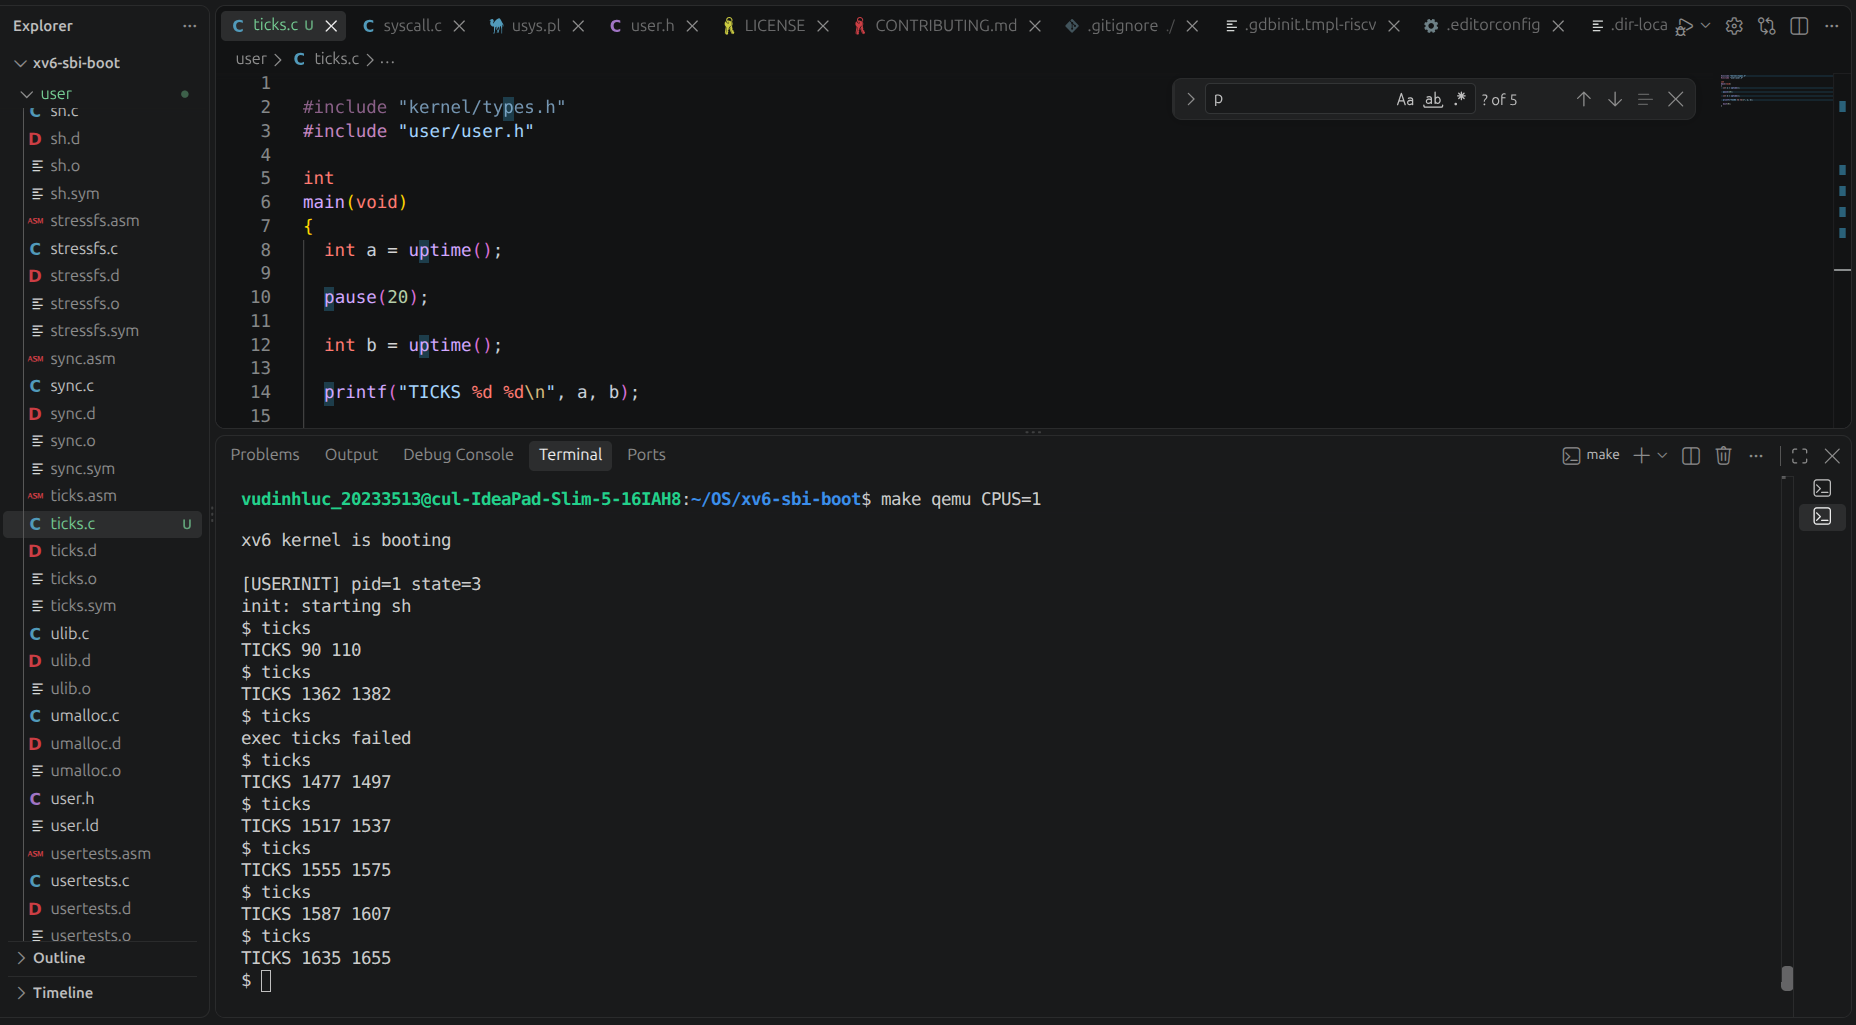 Explorer
xv6-sbi-boot
user
sh.c
sh.d
sh.o
sh.sym
stressfs.asm
stressfs.c
stressfs.d
stressfs.o
stressfs.sym
sync.asm
sync.c
sync.d
sync.o
sync.sym
ticks.asm
ticks.c U
ticks.d
ticks.o
ticks.sym
ulib.c
ulib.d
ulib.o
umalloc.c
umalloc.d
umalloc.o
user.h
user.ld
usertests.asm
usertests.c
usertests.d
usertests.o
Outline
Timeline
ticks.c U syscall.c usys.pl user.h LICENSE CONTRIBUTING.md .gitignore ./ .gdbinit.tmpl-riscv .editorconfig .dir-loca
user > C ticks.c > ...
p Aa ab .* ? of 5
1
2 #include "kernel/types.h"
3 #include "user/user.h"
4
5 int
6 main(void)
7 {
8 int a = uptime();
9
10 pause(20);
11
12 int b = uptime();
13
14 printf("TICKS %d %d\n", a, b);
15
Problems Output Debug Console Terminal Ports make
vudinhluc_20233513@cul-IdeaPad-Slim-5-16IAH8:~/OS/xv6-sbi-boot$ make qemu CPUS=1
xv6 kernel is booting
[USERINIT] pid=1 state=3
init: starting sh
$ ticks
TICKS 90 110
$ ticks
TICKS 1362 1382
$ ticks
exec ticks failed
$ ticks
TICKS 1477 1497
$ ticks
TICKS 1517 1537
$ ticks
TICKS 1555 1575
$ ticks
TICKS 1587 1607
$ ticks
TICKS 1635 1655
$